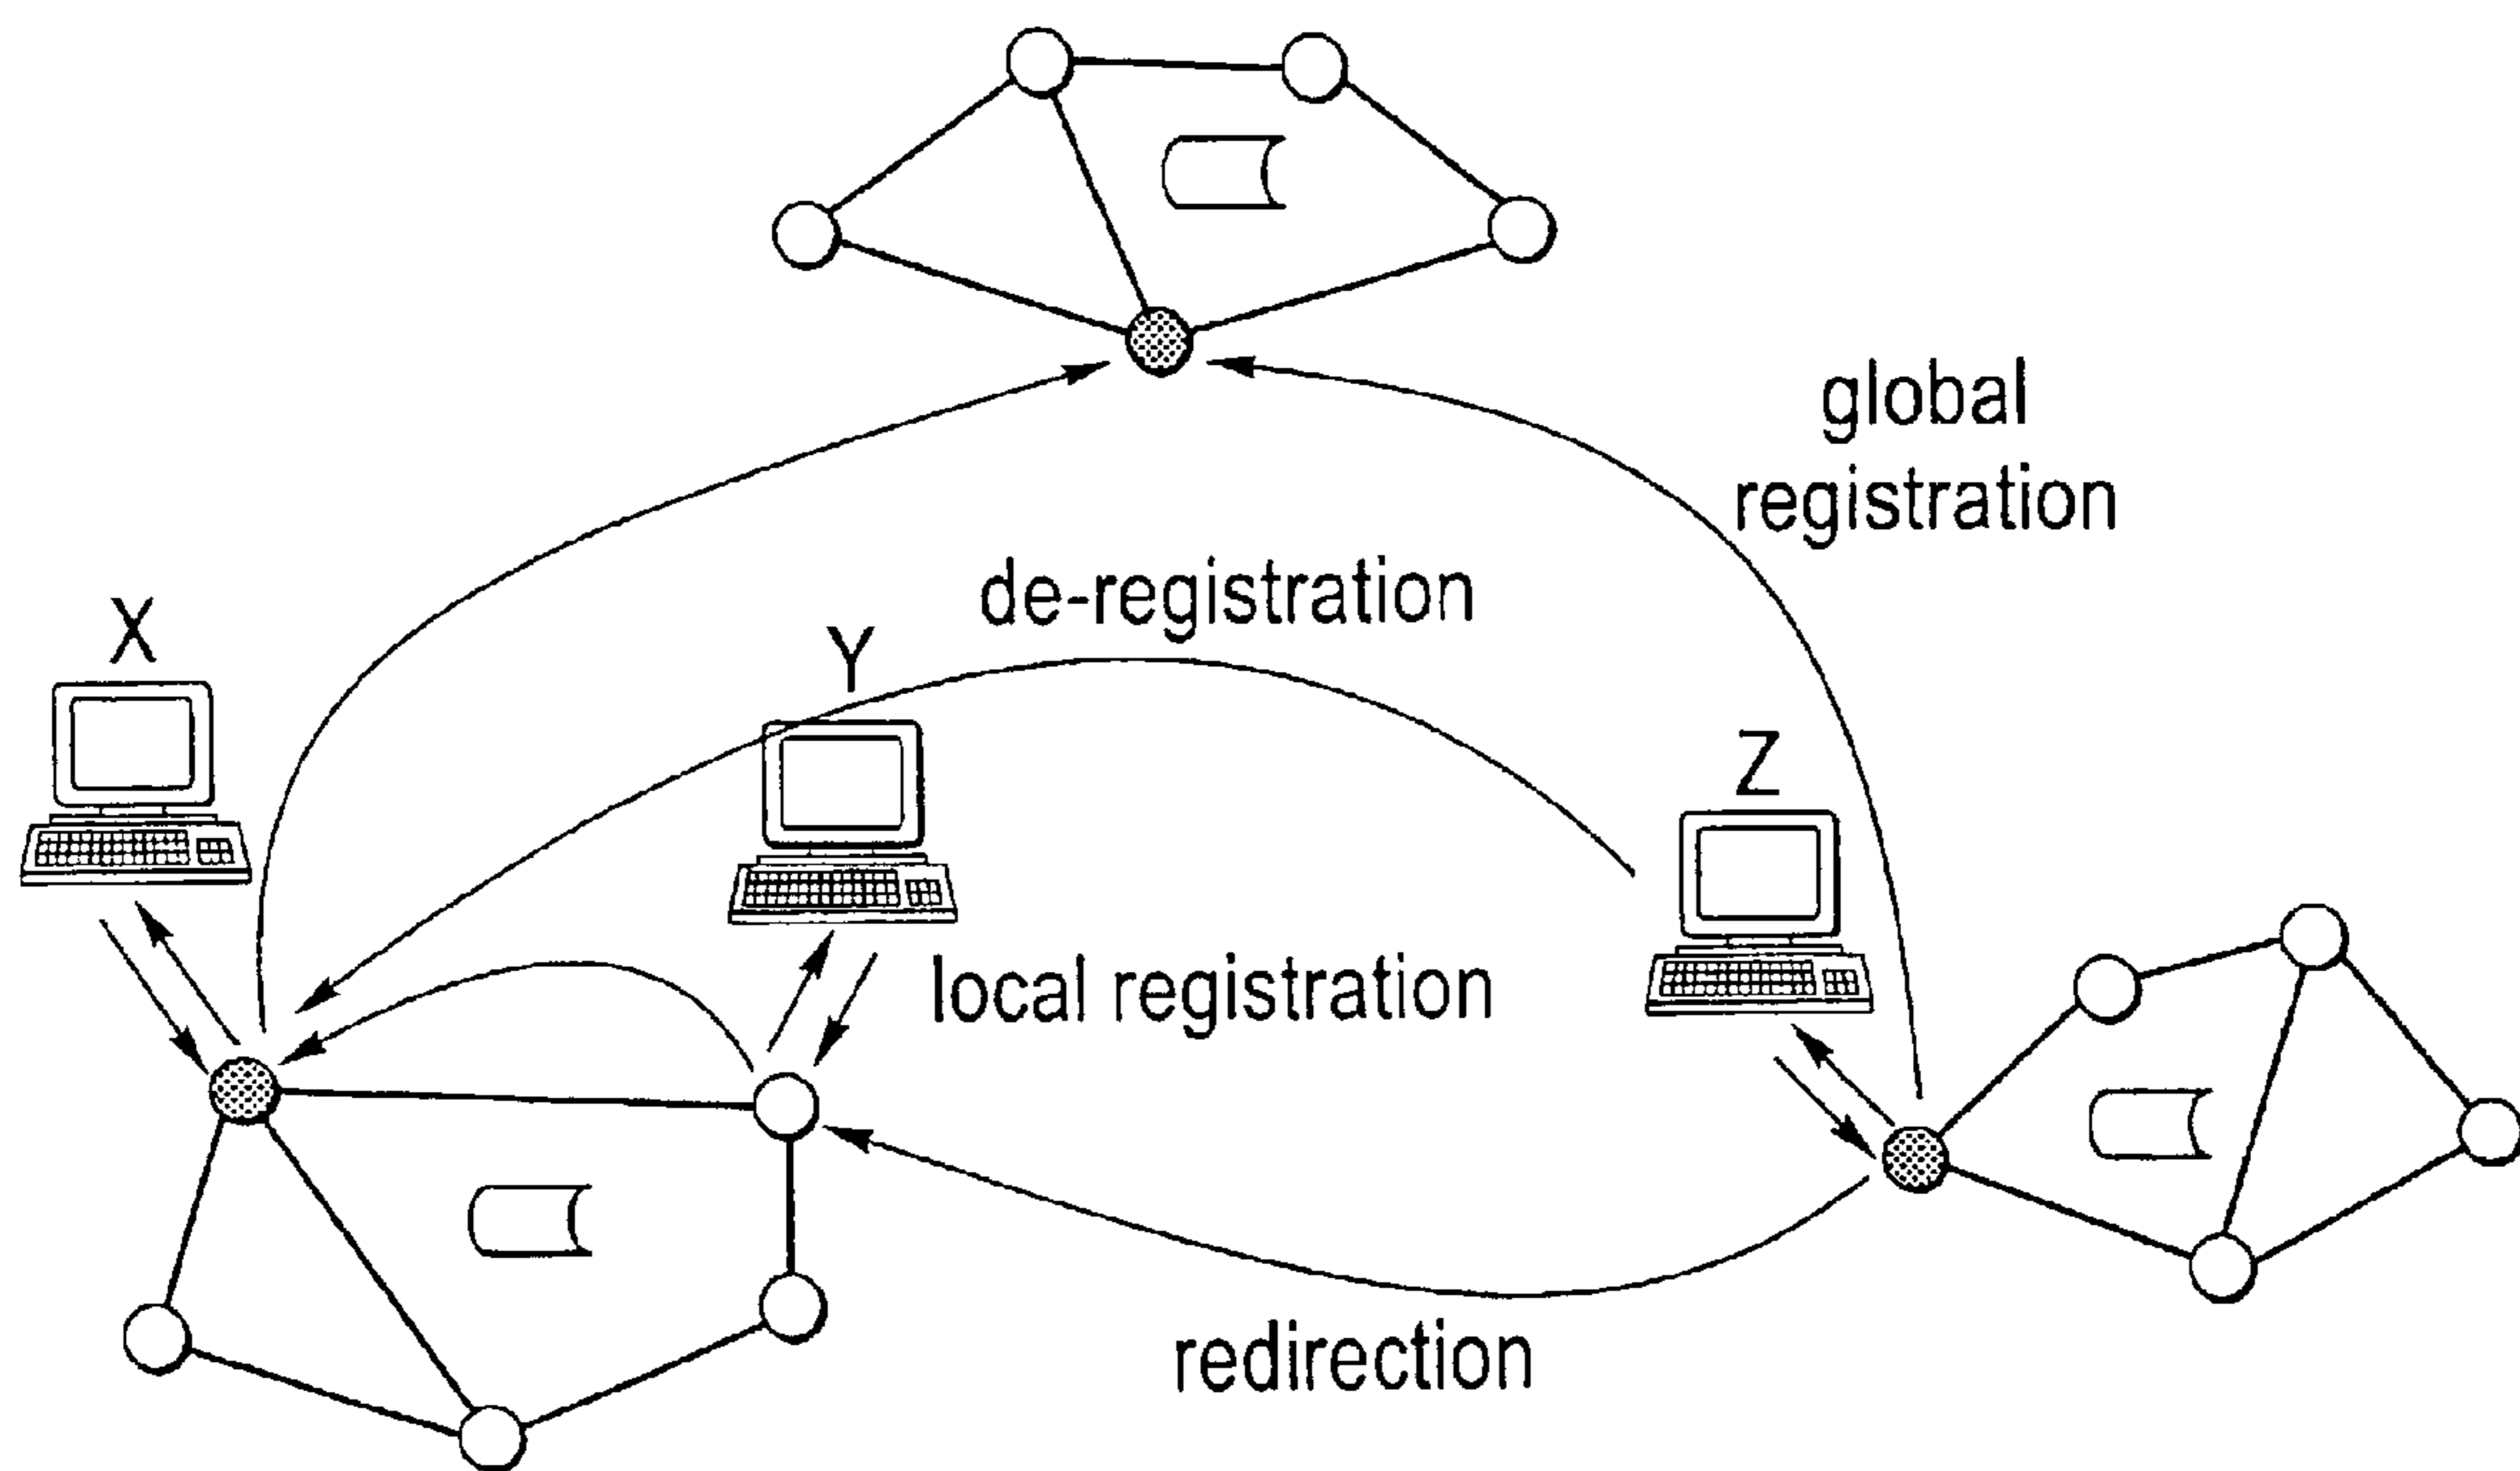 global
registration
de-registration
X
Y
Z
local registration
redirection